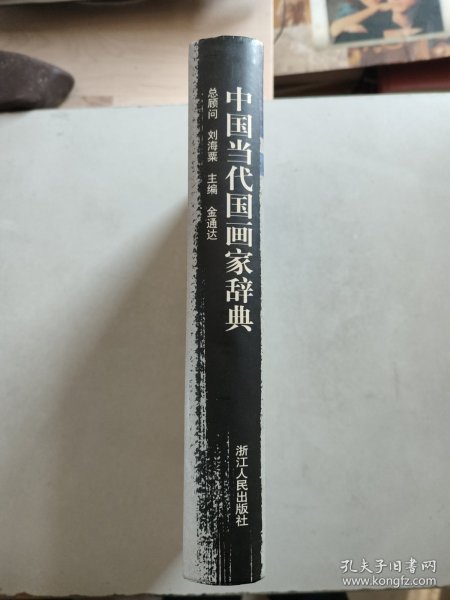 中国当代国画家辞典
总顾问 刘海粟 主编 金通达
浙江人民出版社
孔夫子旧书网
www.kongfz.com